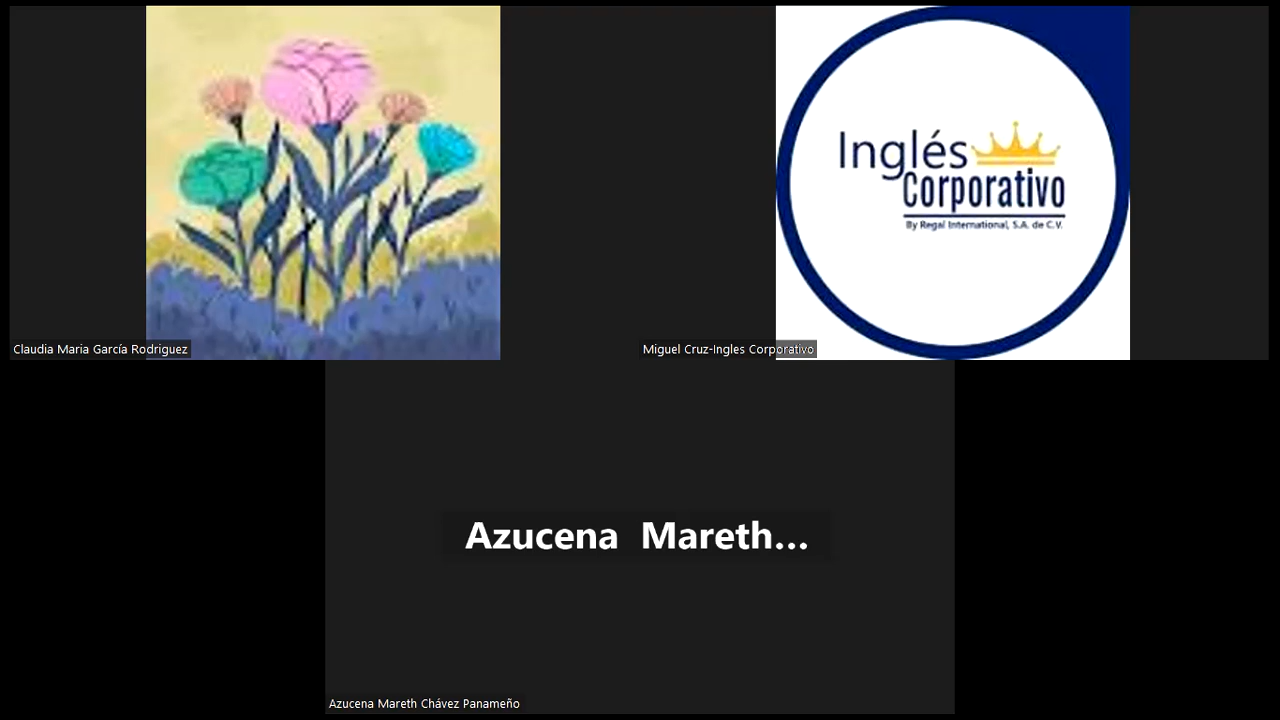 Inglés
Corporativo
By Regal International, S.A. de C.V.
Claudia Maria García Rodriguez
Miguel Cruz-Ingles Corporativo
Azucena Mareth...
Azucena Mareth Chávez Panameño